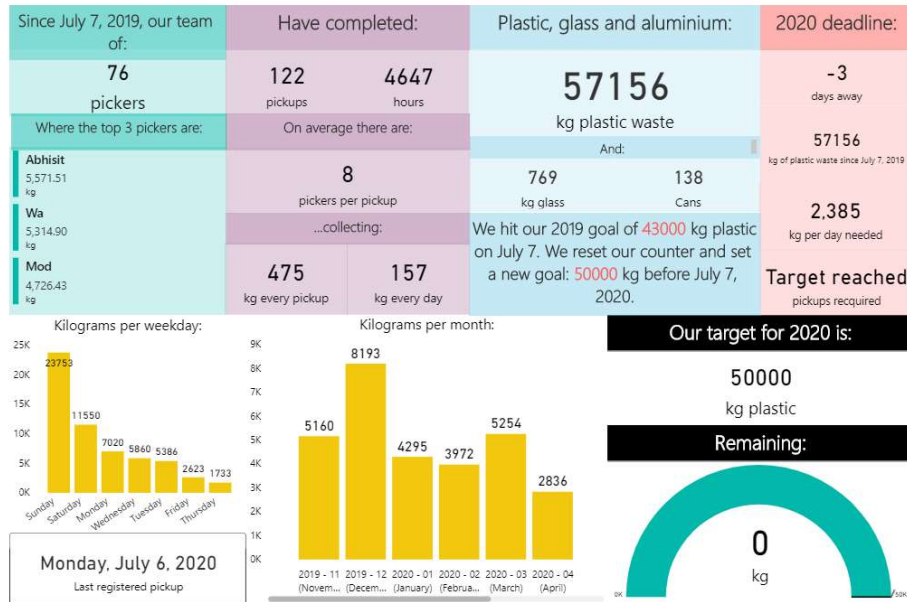 Since July 7, 2019, our team
of:
76
pickers
Where the top 3 pickers are:
Abhisit
5,571.51
kg
Wa
5,314.90
kg
Mod
4,726.43
kg
Have completed:
122
pickups
4647
hours
On average there are:
8
pickers per pickup
...collecting:
475
kg every pickup
157
kg every day
Plastic, glass and aluminium:
57156
kg plastic waste
And:
769
kg glass
138
Cans
We hit our 2019 goal of 43000 kg plastic
on July 7. We reset our counter and set
a new goal: 50000 kg before July 7,
2020.
2020 deadline:
-3
days away
57156
kg of plastic waste since July 7, 2019
2,385
kg per day needed
Target reached
pickups recquired
Kilograms per weekday:
25K
20K
15K
10K
5K
0K
23753
11550
7020
5860
5386
2623
1733
Sunday
Saturday
Monday
Wednesday
Tuesday
Friday
Thursday
Monday, July 6, 2020
Last registered pickup
Kilograms per month:
9K
8K
7K
6K
5K
4K
3K
2K
1K
0K
5160
8193
4295
3972
5254
2836
2019 - 11
(Novem...
2019 - 12
(Decem...
2020 - 01
(January)
2020 - 02
(Februa...
2020 - 03
(March)
2020 - 04
(April)
Our target for 2020 is:
50000
kg plastic
Remaining:
0
kg
0K
50K